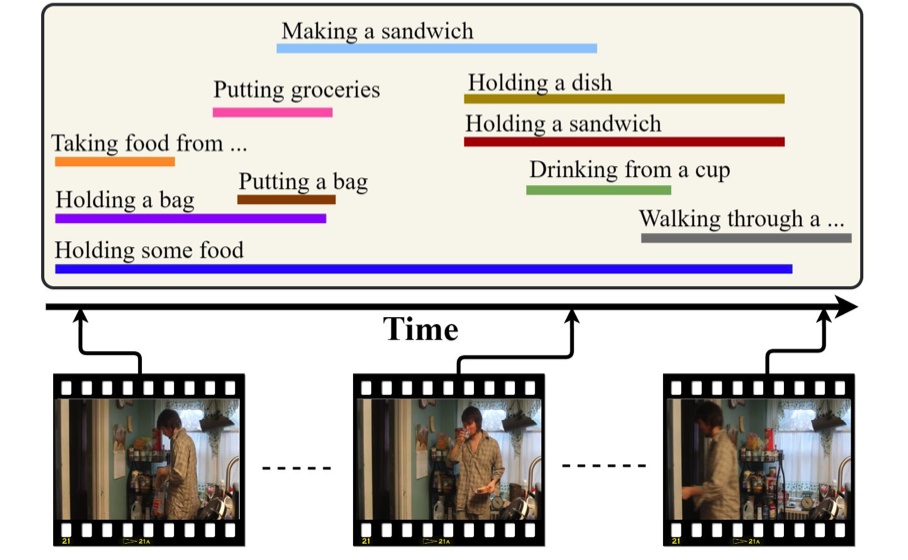 Making a sandwich
Putting groceries
Holding a dish
Holding a sandwich
Taking food from ...
Drinking from a cup
Putting a bag
Holding a bag
Walking through a ...
Holding some food
Time
21 21A
21 21A
21 21A